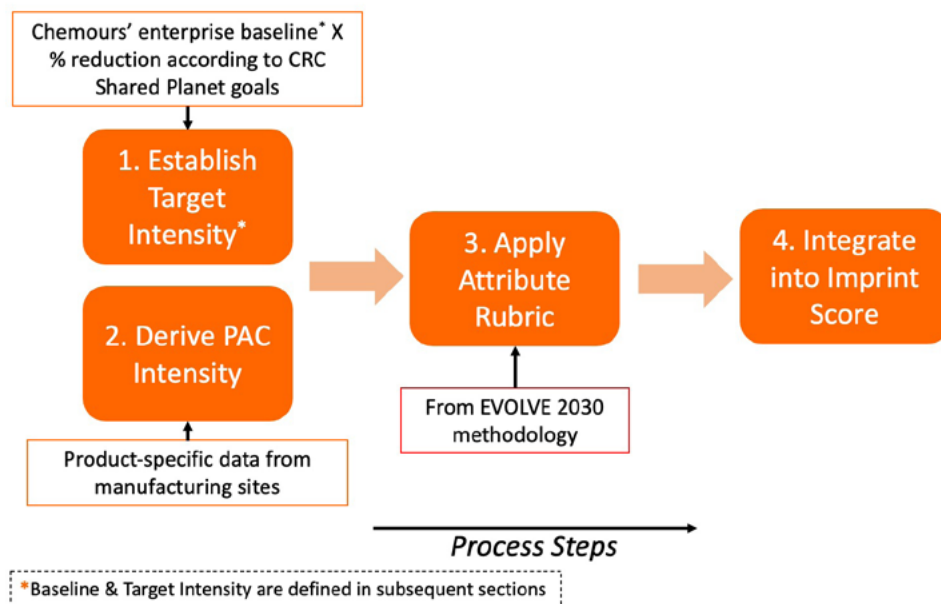 Chemours’ enterprise baseline* X
% reduction according to CRC
Shared Planet goals
1. Establish
Target
Intensity*
2. Derive PAC
Intensity
Product-specific data from
manufacturing sites
3. Apply
Attribute
Rubric
From EVOLVE 2030
methodology
4. Integrate
into Imprint
Score
Process Steps
*Baseline & Target Intensity are defined in subsequent sections